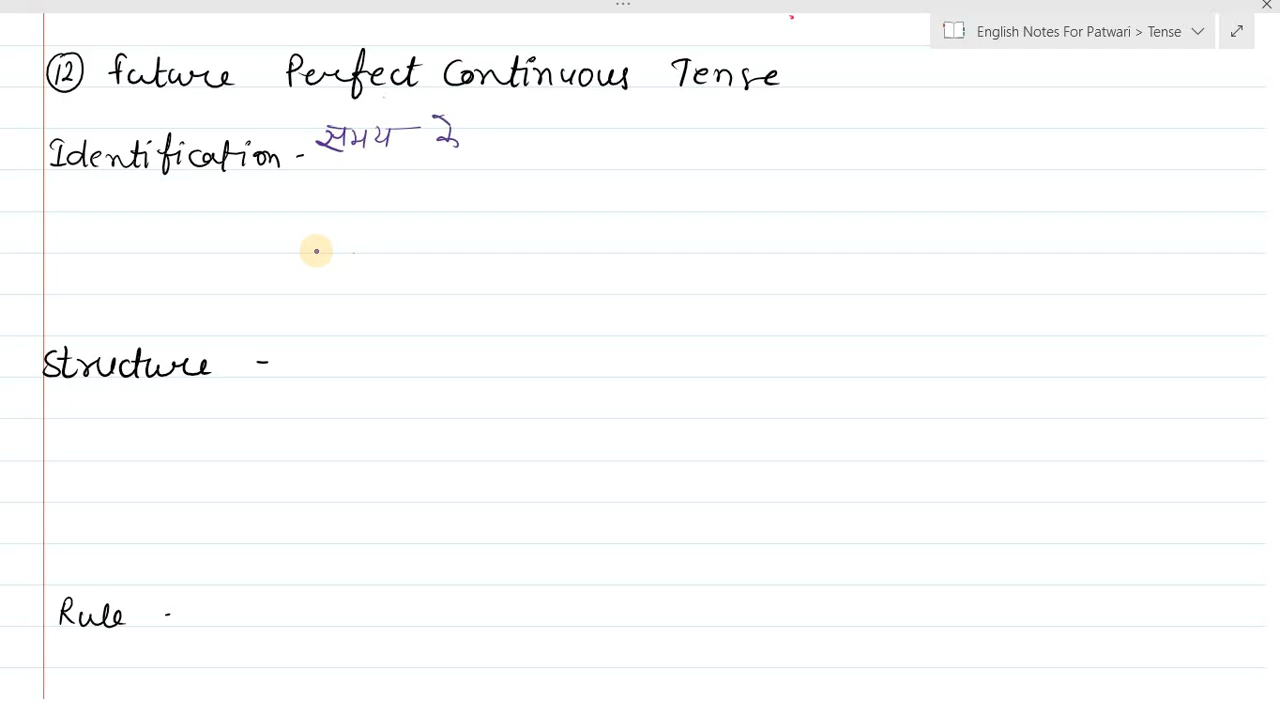 English Notes For Patwari > Tense
12 Future Perfect Continuous Tense
Identification - समय के
Structure -
Rule -